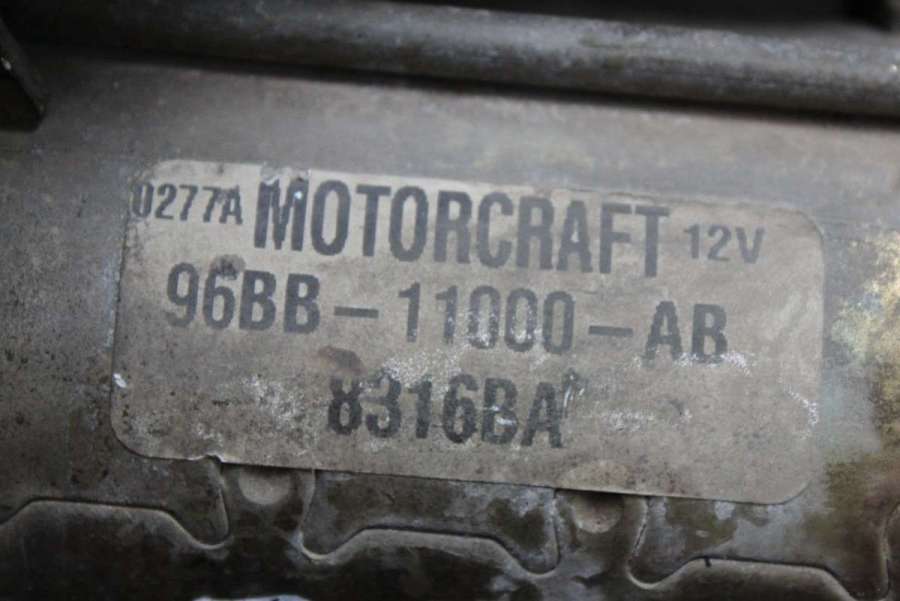 0277A MOTORCRAFT 12V
96BB-11000-AB
8316BA